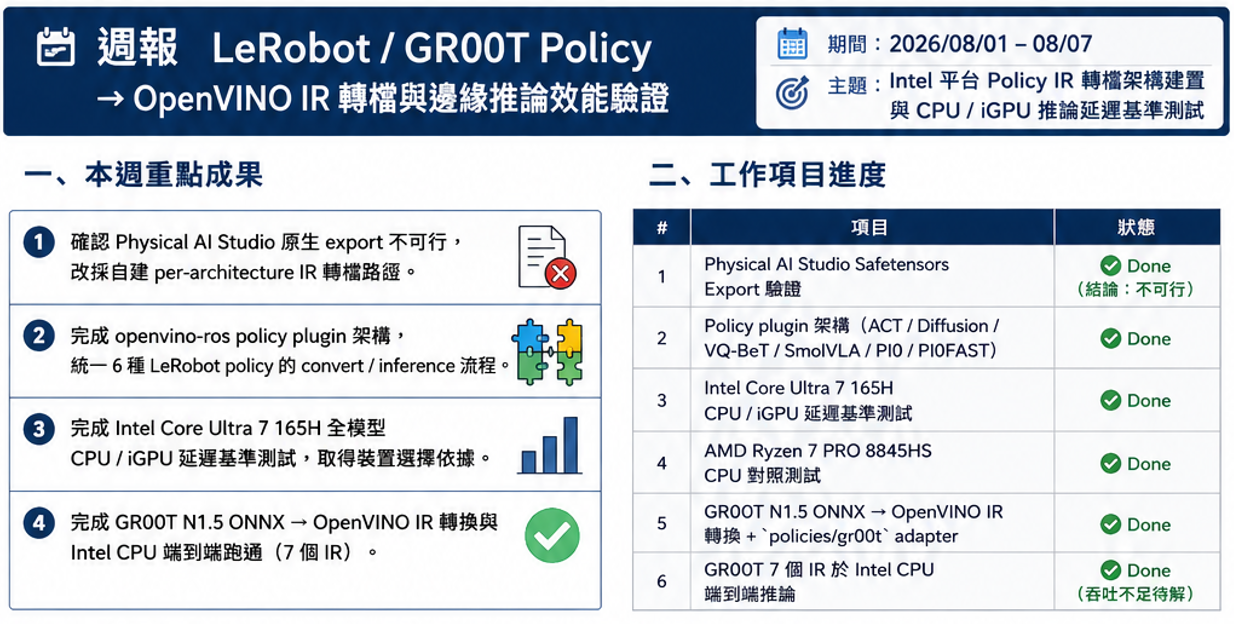 週報 LeRobot / GR00T Policy
→ OpenVINO IR 轉檔與邊緣推論效能驗證
期間：2026/08/01 – 08/07
主題：Intel 平台 Policy IR 轉檔架構建置
與 CPU / iGPU 推論延遲基準測試
一、本週重點成果
1 確認 Physical AI Studio 原生 export 不可行，
改採自建 per-architecture IR 轉檔路徑。
2 完成 openvino-ros policy plugin 架構，
統一 6 種 LeRobot policy 的 convert / inference 流程。
3 完成 Intel Core Ultra 7 165H 全模型
CPU / iGPU 延遲基準測試，取得裝置選擇依據。
4 完成 GR00T N1.5 ONNX → OpenVINO IR 轉換與
Intel CPU 端到端跑通（7 個 IR）。
二、工作項目進度
# 項目 狀態
1 Physical AI Studio Safetensors
Export 驗證
Done
（結論：不可行）
2 Policy plugin 架構（ACT / Diffusion /
VQ-BeT / SmolVLA / PI0 / PI0FAST）
Done
3 Intel Core Ultra 7 165H
CPU / iGPU 延遲基準測試
Done
4 AMD Ryzen 7 PRO 8845HS
CPU 對照測試
Done
5 GR00T N1.5 ONNX → OpenVINO IR
轉換 + `policies/gr00t` adapter
Done
6 GR00T 7 個 IR 於 Intel CPU
端到端推論
Done
（吞吐不足待解）